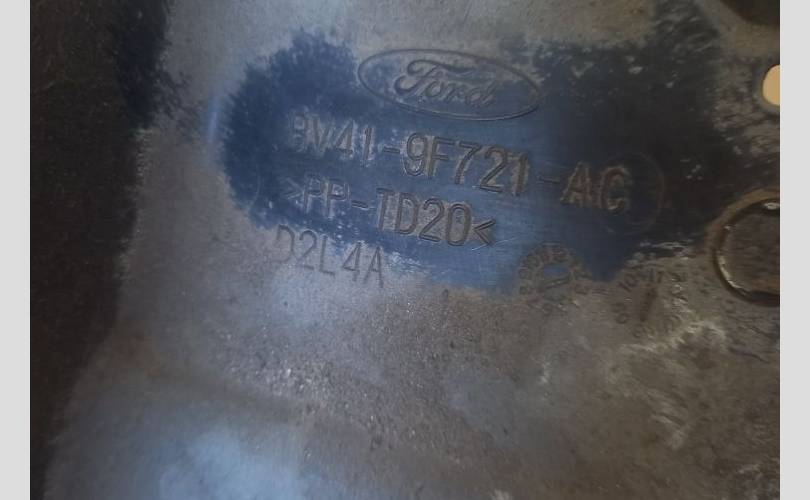 Ford
8V41-9F721-AC
>PP-TD20<
D2L4A